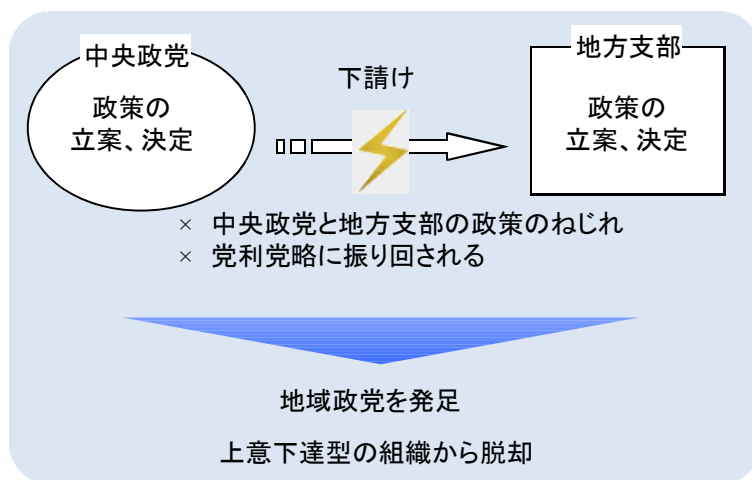 中央政党
政策の
立案、決定
下請け
地方支部
政策の
立案、決定
× 中央政党と地方支部の政策のねじれ
× 党利党略に振り回される
地域政党を発足
上意下達型の組織から脱却